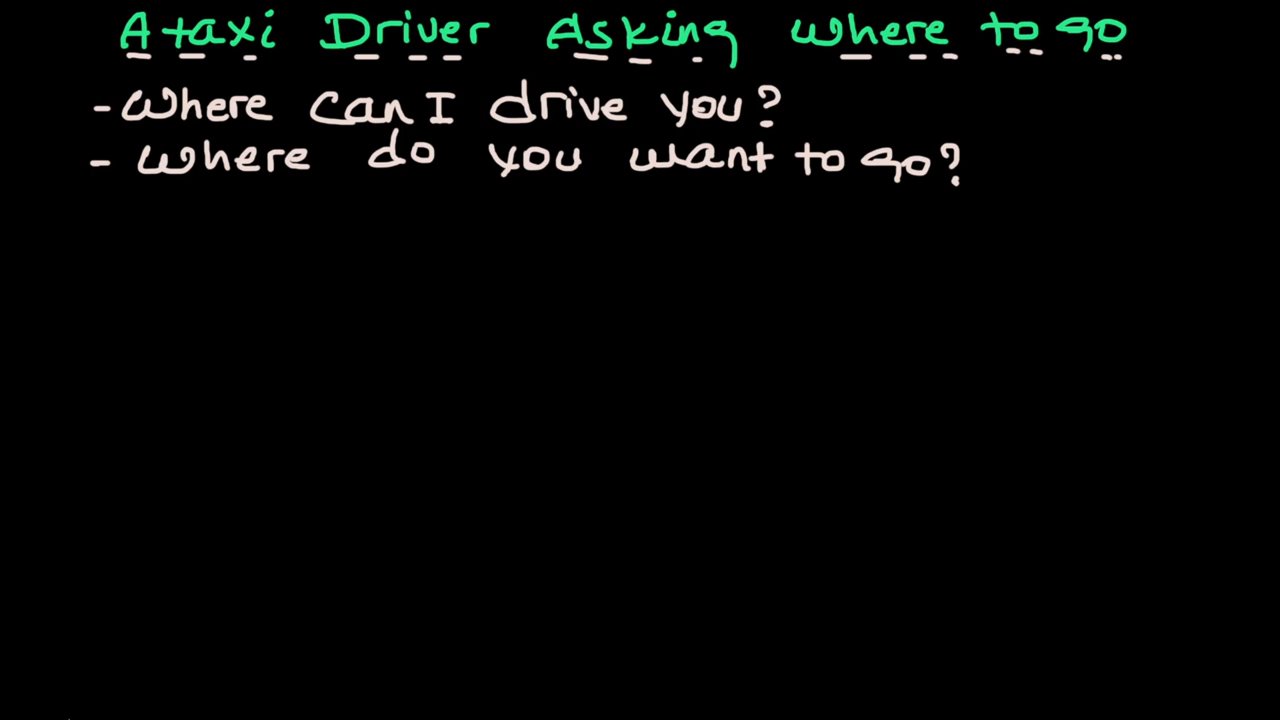 A taxi Driver Asking where to go
- Where can I drive you?
- Where do you want to go?